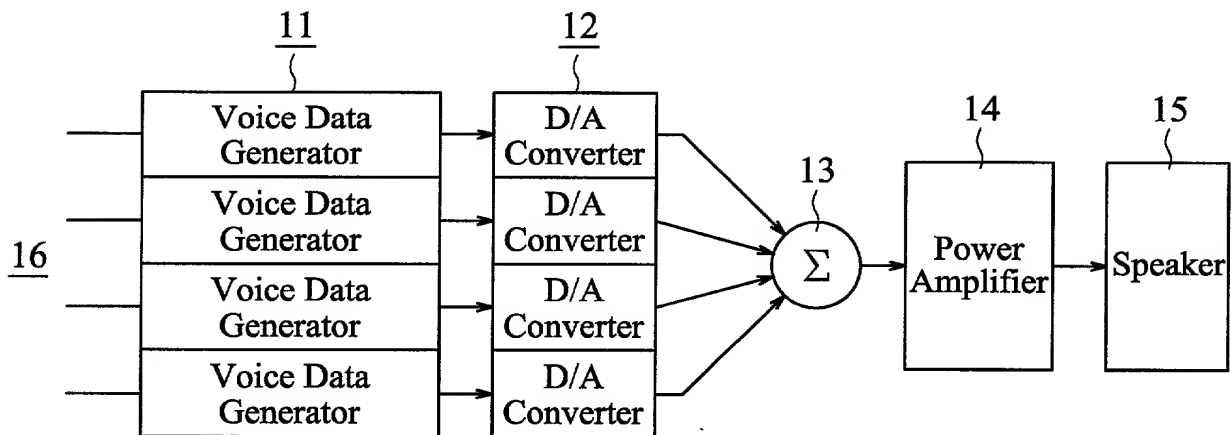 11
12
Voice Data
Generator
D/A
Converter
Voice Data
Generator
D/A
Converter
Voice Data
Generator
D/A
Converter
Voice Data
Generator
D/A
Converter
16
13
Σ
14
Power
Amplifier
15
Speaker